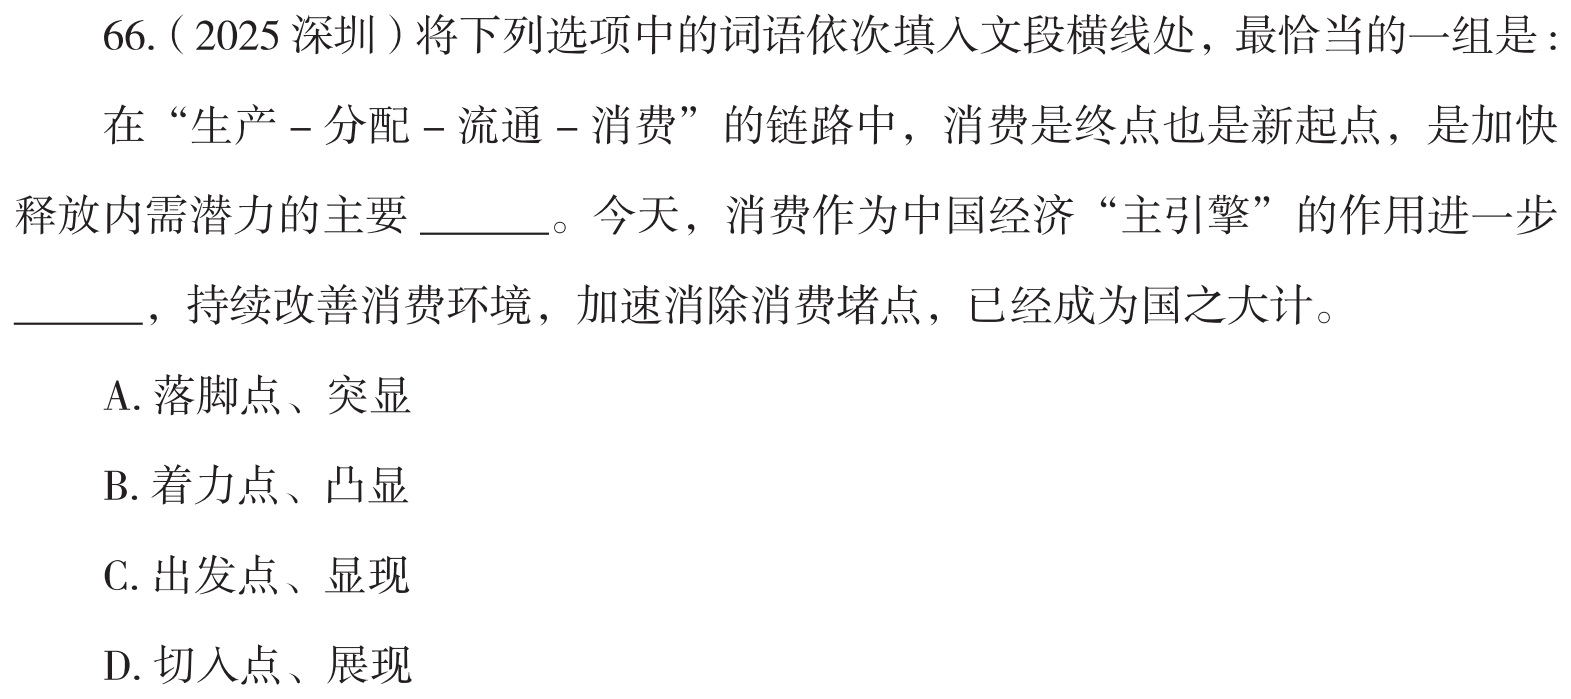 66.（2025 深圳）将下列选项中的词语依次填入文段横线处，最恰当的一组是：
在“生产 – 分配 – 流通 – 消费”的链路中，消费是终点也是新起点，是加快
释放内需潜力的主要 ______。今天，消费作为中国经济“主引擎”的作用进一步
______，持续改善消费环境，加速消除消费堵点，已经成为国之大计。
A. 落脚点、突显
B. 着力点、凸显
C. 出发点、显现
D. 切入点、展现